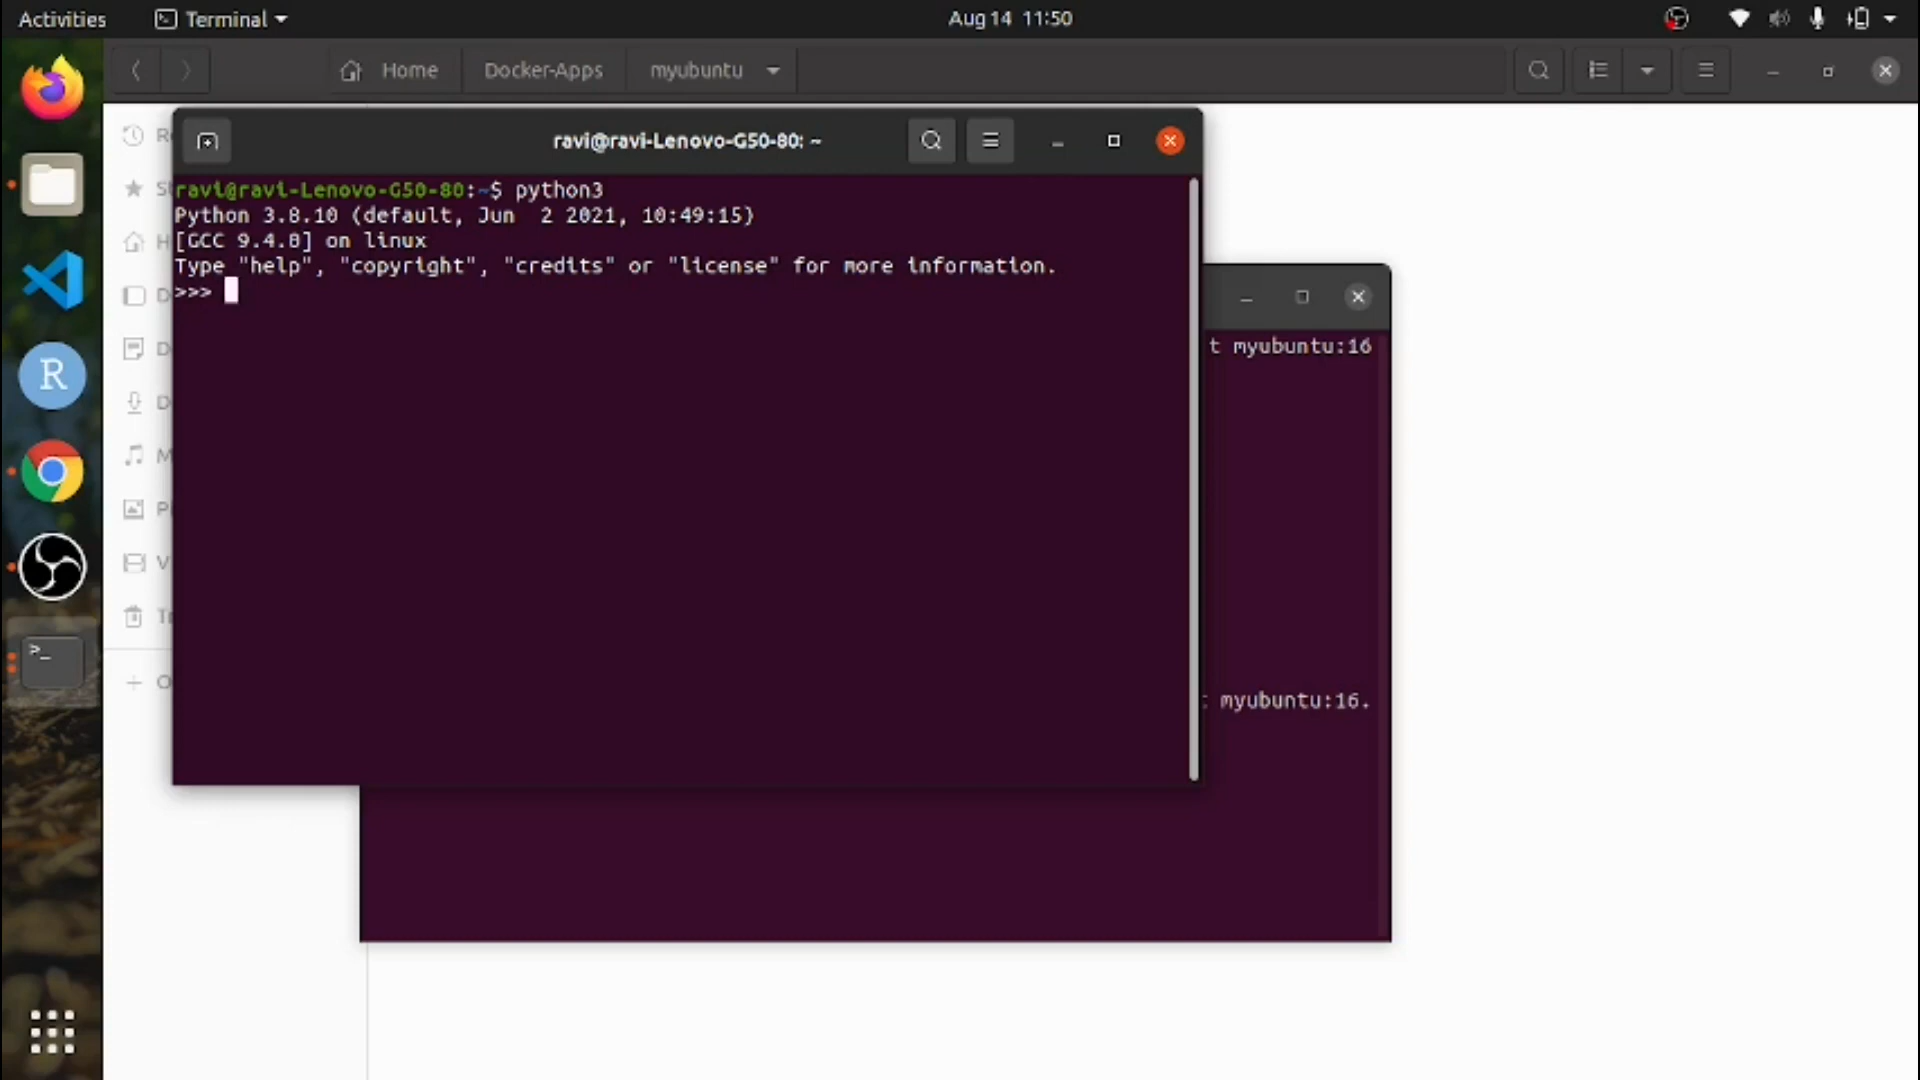 Activities Terminal Aug 14 11:50
Home Docker-Apps myubuntu
ravi@ravi-Lenovo-G50-80: ~
ravi@ravi-Lenovo-G50-80:~$ python3
Python 3.8.10 (default, Jun  2 2021, 10:49:15)
[GCC 9.4.0] on linux
Type "help", "copyright", "credits" or "license" for more information.
>>>
t myubuntu:16
myubuntu:16.
R
>_